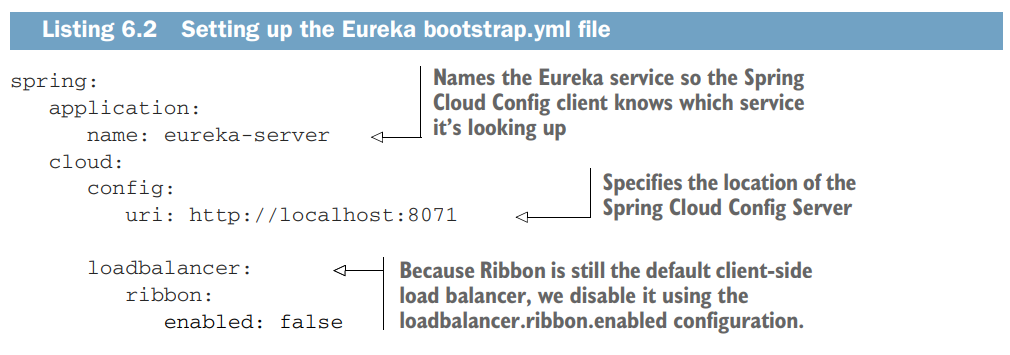 Listing 6.2 Setting up the Eureka bootstrap.yml file
spring:
application:
name: eureka-server
cloud:
config:
uri: http://localhost:8071
loadbalancer:
ribbon:
enabled: false
Names the Eureka service so the Spring
Cloud Config client knows which service
it's looking up
Specifies the location of the
Spring Cloud Config Server
Because Ribbon is still the default client-side
load balancer, we disable it using the
loadbalancer.ribbon.enabled configuration.